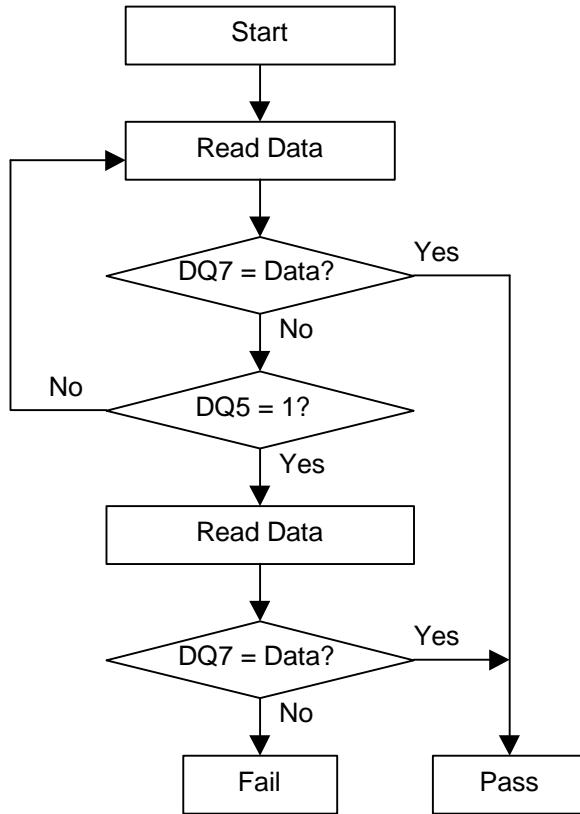 Start
Read Data
DQ7 = Data?
Yes
No
No
DQ5 = 1?
Yes
Read Data
DQ7 = Data?
Yes
No
Fail
Pass